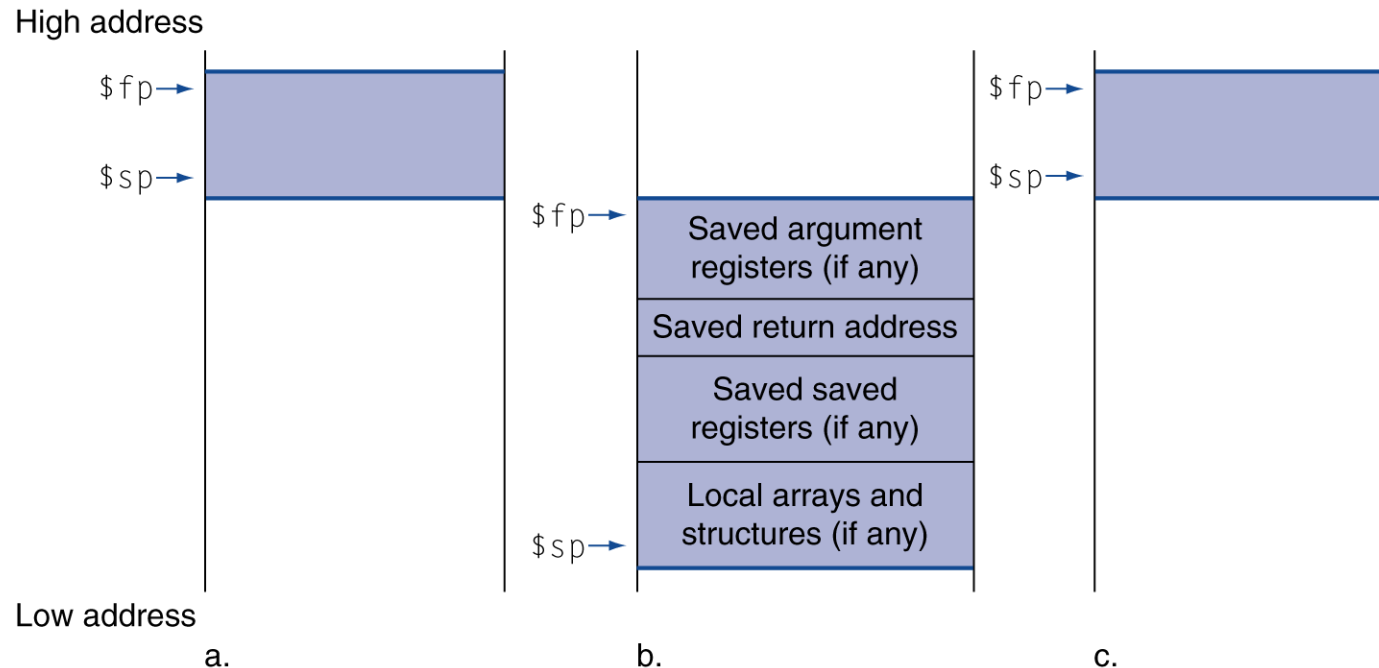 High address
$fp
$sp
$fp
Saved argument
registers (if any)
Saved return address
Saved saved
registers (if any)
Local arrays and
structures (if any)
$sp
$fp
$sp
Low address
a.
b.
c.